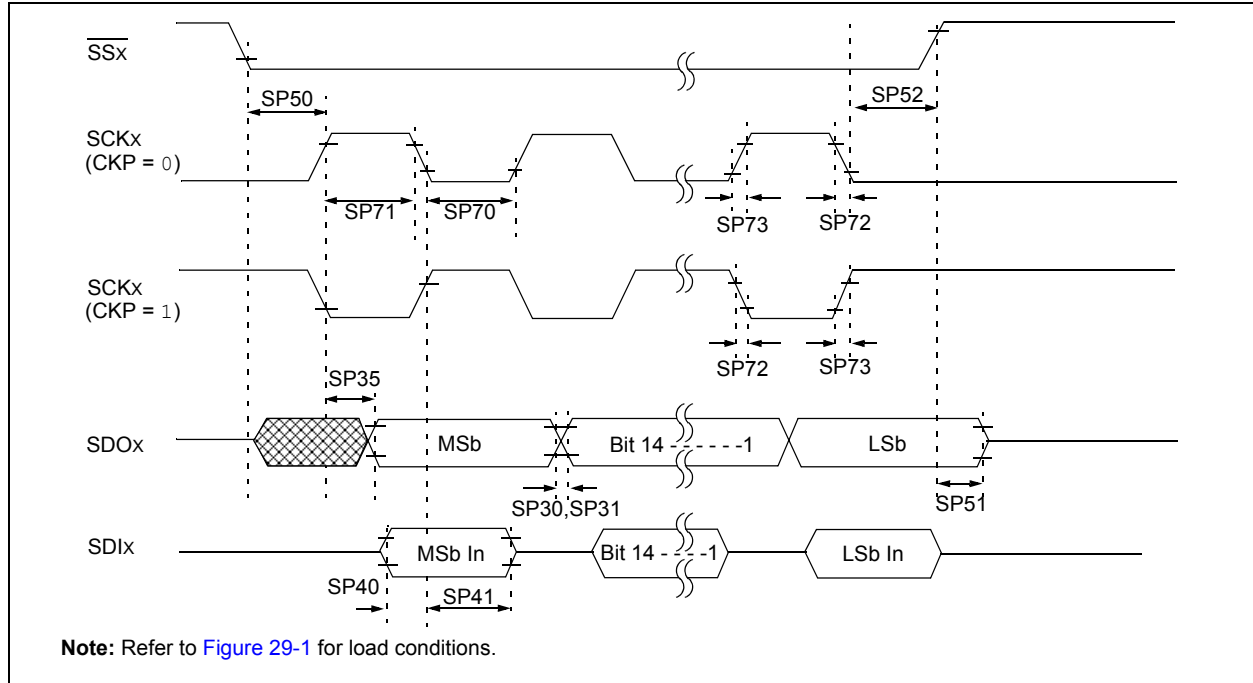 SSx
SP50
SP52
SCKx
(CKP = 0)
SP71
SP70
SP73
SP72
SCKx
(CKP = 1)
SP72
SP73
SP35
SDOx
MSb
Bit 14 - - - - - -1
LSb
SP30,SP31
SP51
SDIx
MSb In
Bit 14 - - - -1
LSb In
SP40
SP41
Note: Refer to Figure 29-1 for load conditions.